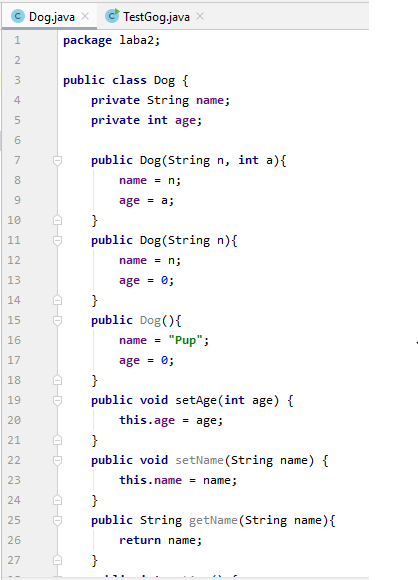 Dog.java TestGog.java
1 package laba2;
2
3 public class Dog {
4 private String name;
5 private int age;
6
7 public Dog(String n, int a){
8 name = n;
9 age = a;
10 }
11 public Dog(String n){
12 name = n;
13 age = 0;
14 }
15 public Dog(){
16 name = "Pup";
17 age = 0;
18 }
19 public void setAge(int age) {
20 this.age = age;
21 }
22 public void setName(String name) {
23 this.name = name;
24 }
25 public String getName(String name){
26 return name;
27 }